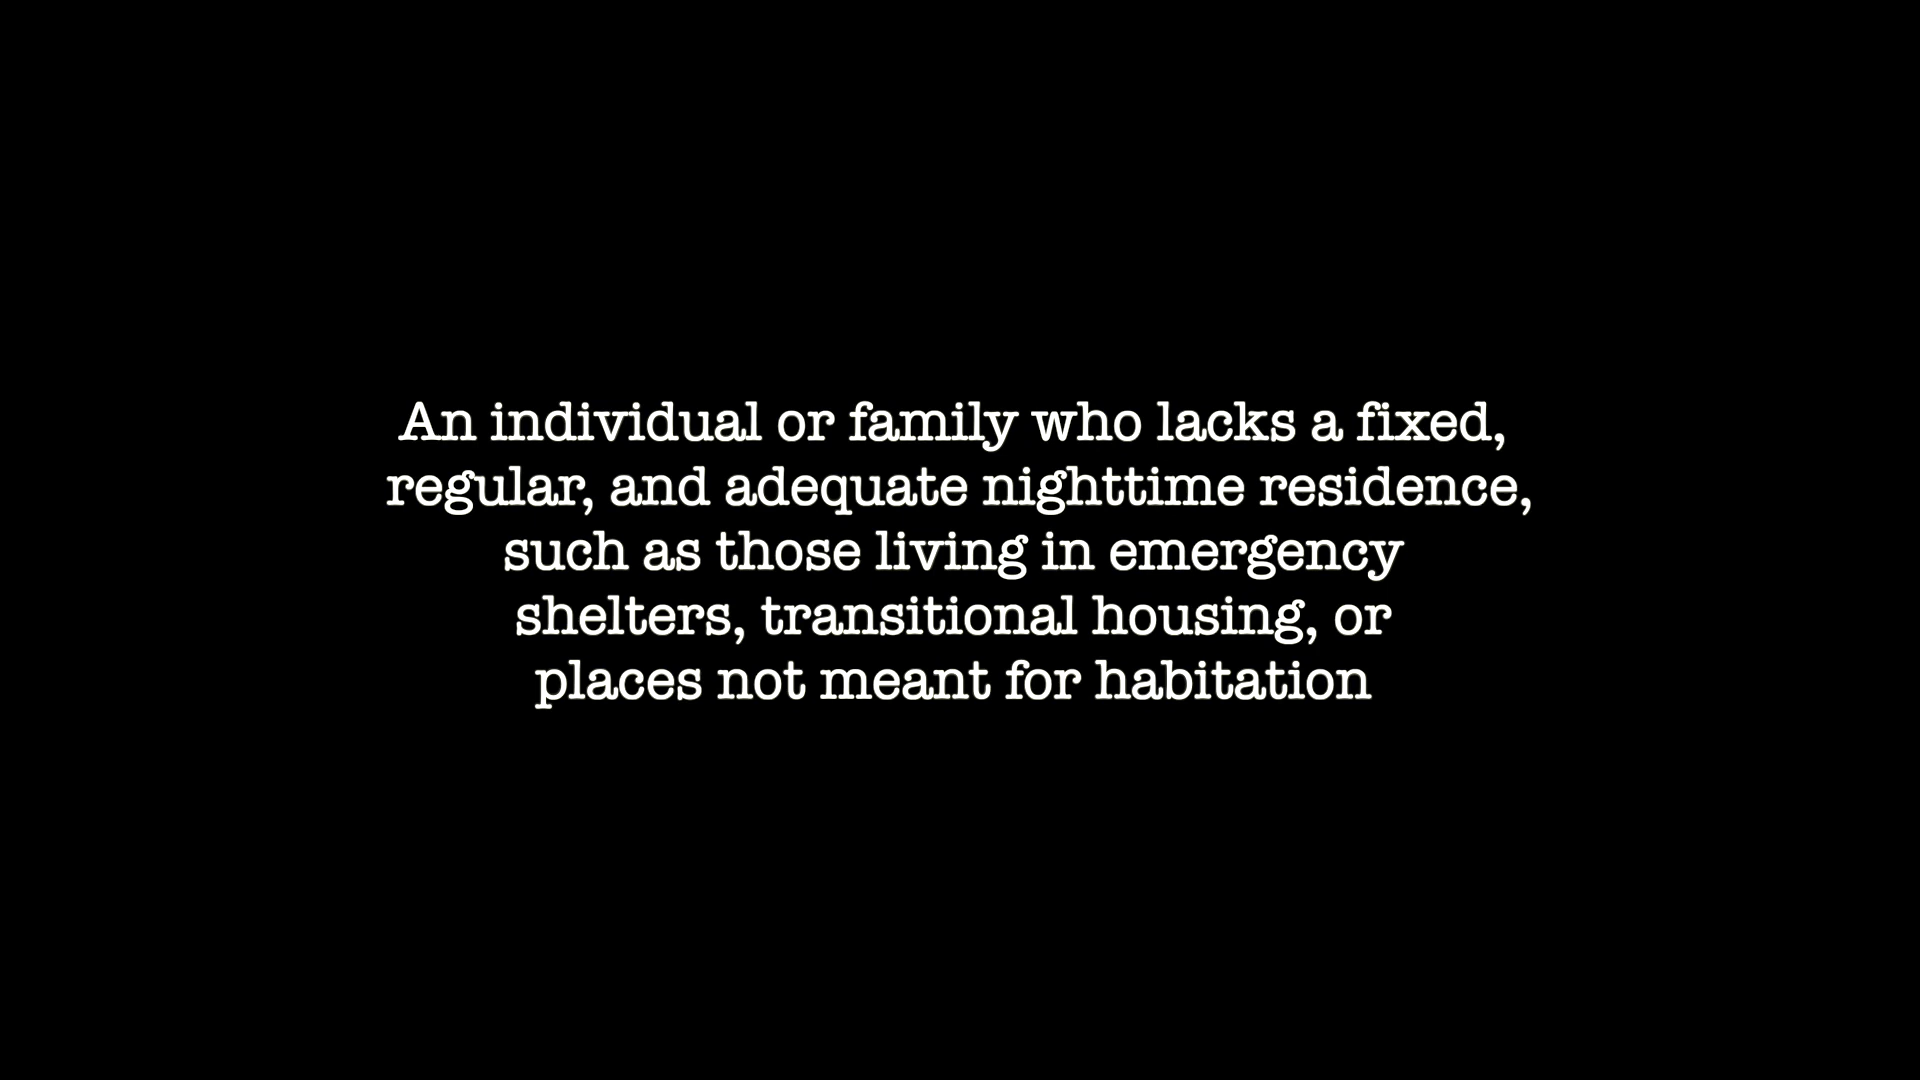 An individual or family who lacks a fixed,
regular, and adequate nighttime residence,
such as those living in emergency
shelters, transitional housing, or
places not meant for habitation